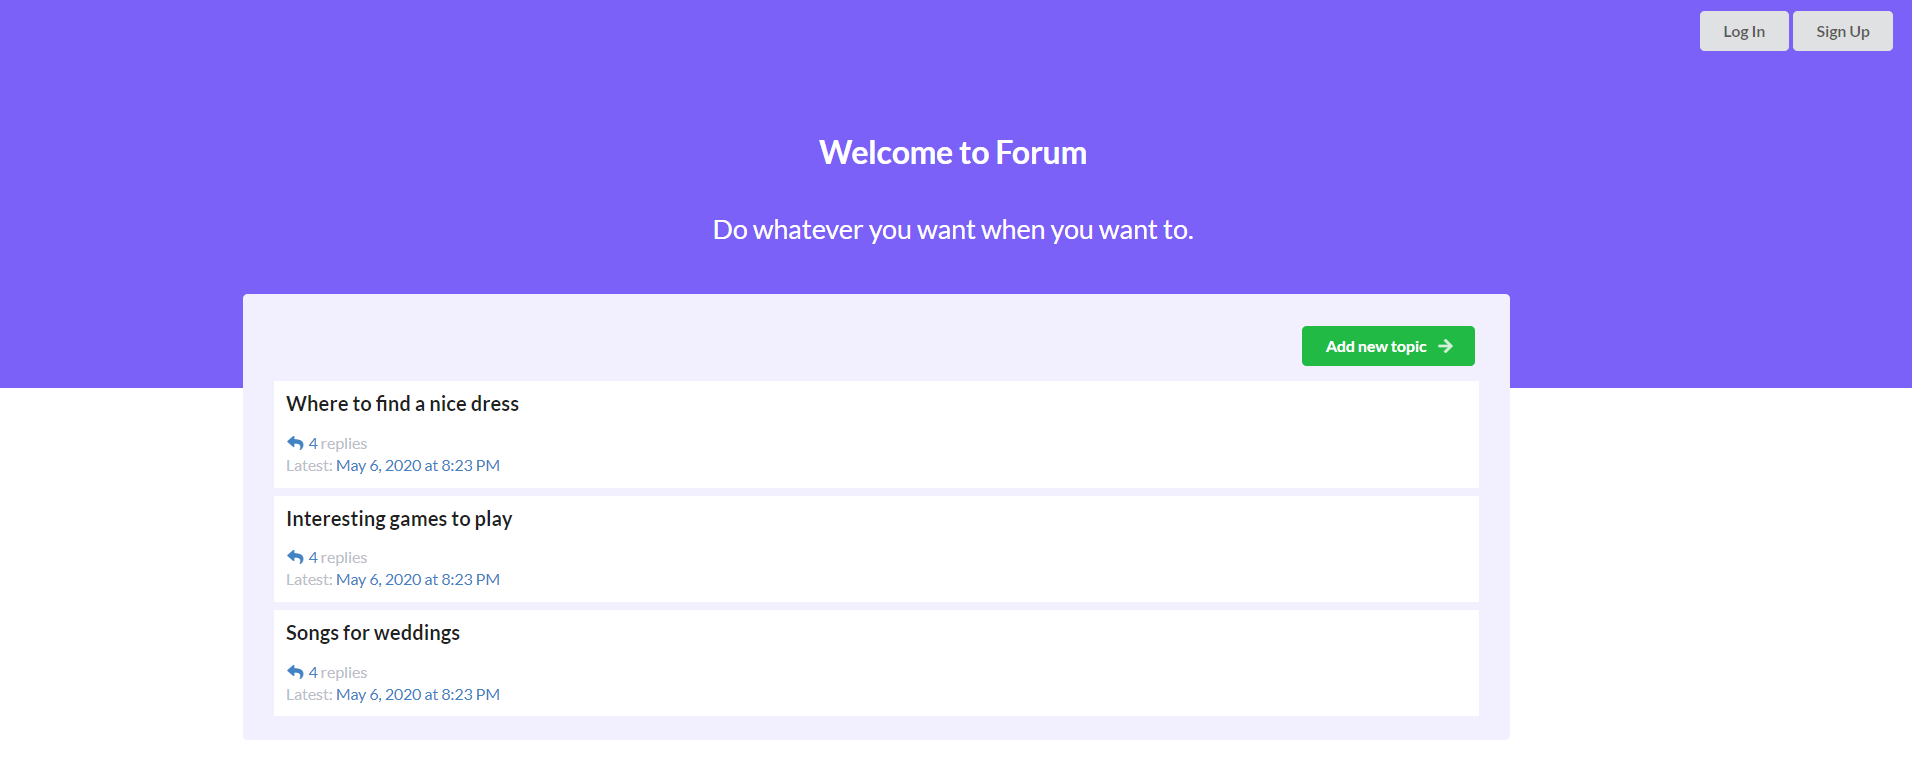 Log In Sign Up
Welcome to Forum
Do whatever you want when you want to.
Add new topic
Where to find a nice dress
4 replies
Latest: May 6, 2020 at 8:23 PM
Interesting games to play
4 replies
Latest: May 6, 2020 at 8:23 PM
Songs for weddings
4 replies
Latest: May 6, 2020 at 8:23 PM